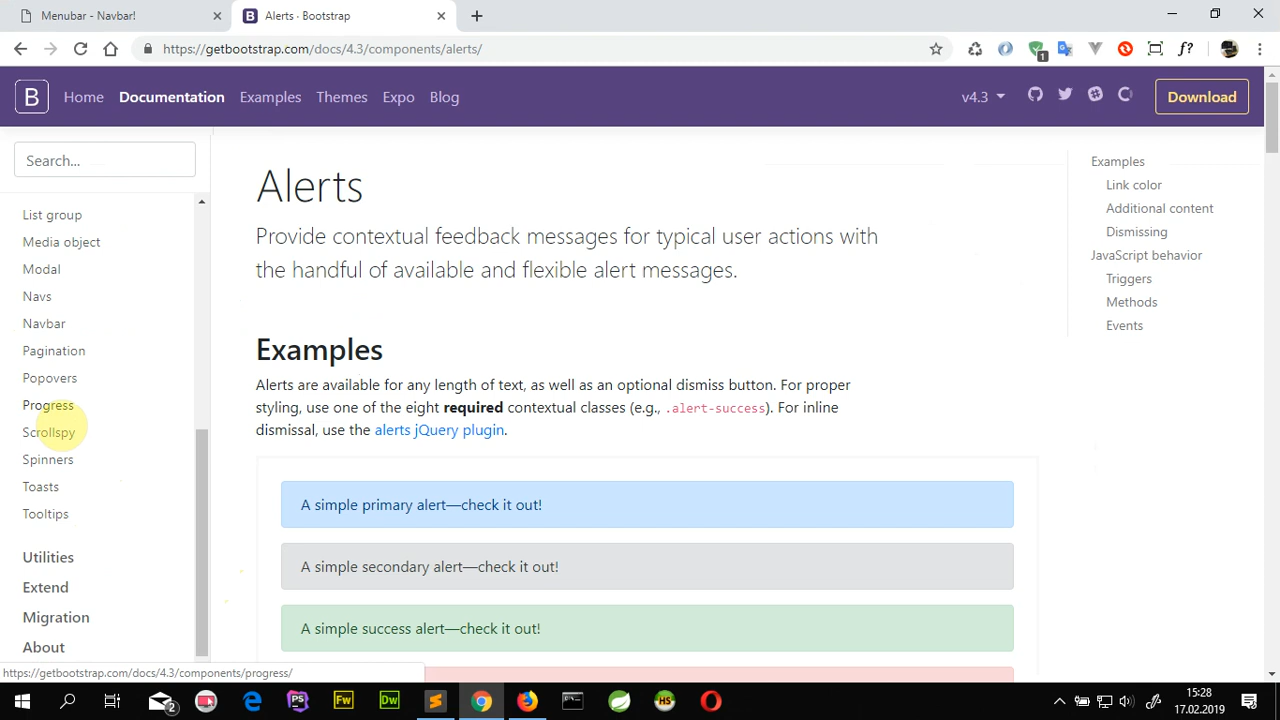 Menubar - Navbar!
Alerts · Bootstrap
https://getbootstrap.com/docs/4.3/components/alerts/
1
f?
B Home Documentation Examples Themes Expo Blog v4.3 Download
Search...
List group
Media object
Modal
Navs
Navbar
Pagination
Popovers
Progress
Scrollspy
Spinners
Toasts
Tooltips
Utilities
Extend
Migration
About
Alerts
Provide contextual feedback messages for typical user actions with
the handful of available and flexible alert messages.
Examples
Alerts are available for any length of text, as well as an optional dismiss button. For proper
styling, use one of the eight required contextual classes (e.g., .alert-success). For inline
dismissal, use the alerts jQuery plugin.
A simple primary alert—check it out!
A simple secondary alert—check it out!
A simple success alert—check it out!
Examples
Link color
Additional content
Dismissing
JavaScript behavior
Triggers
Methods
Events
https://getbootstrap.com/docs/4.3/components/progress/
2
PS
Fw
Dw
HS
15:28
17.02.2019